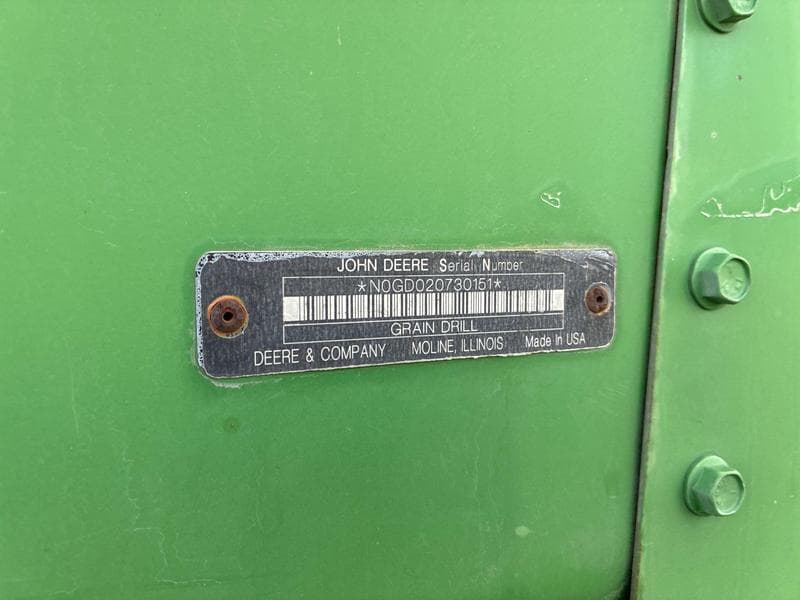 JOHN DEERE Serial Number
*N0GD020730151*
GRAIN DRILL
DEERE & COMPANY MOLINE, ILLINOIS Made In USA